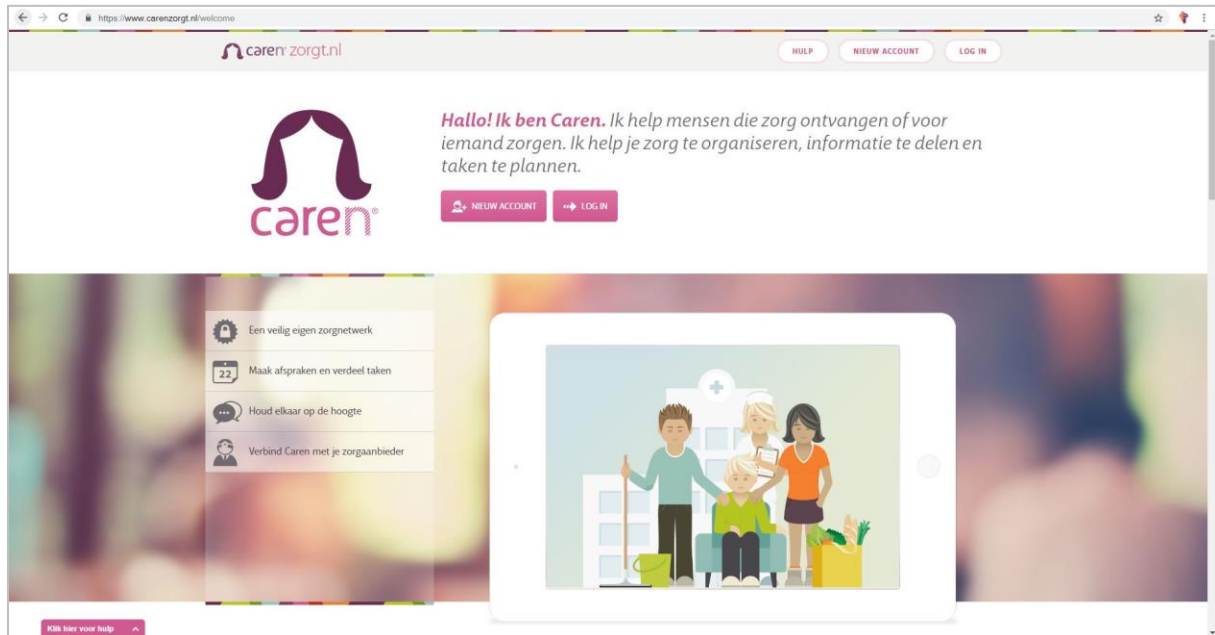 https://www.carenzorgt.nl/welcome
caren zorgt.nl
HULP
NIEUW ACCOUNT
LOG IN
Hallo! Ik ben Caren. Ik help mensen die zorg ontvangen of voor
iemand zorgen. Ik help je zorg te organiseren, informatie te delen en
taken te plannen.
caren®
NIEUW ACCOUNT
LOG IN
Een veilig eigen zorgnetwerk
22
Maak afspraken en verdeel taken
Houd elkaar op de hoogte
Verbind Caren met je zorgaanbieder
Klik hier voor hulp